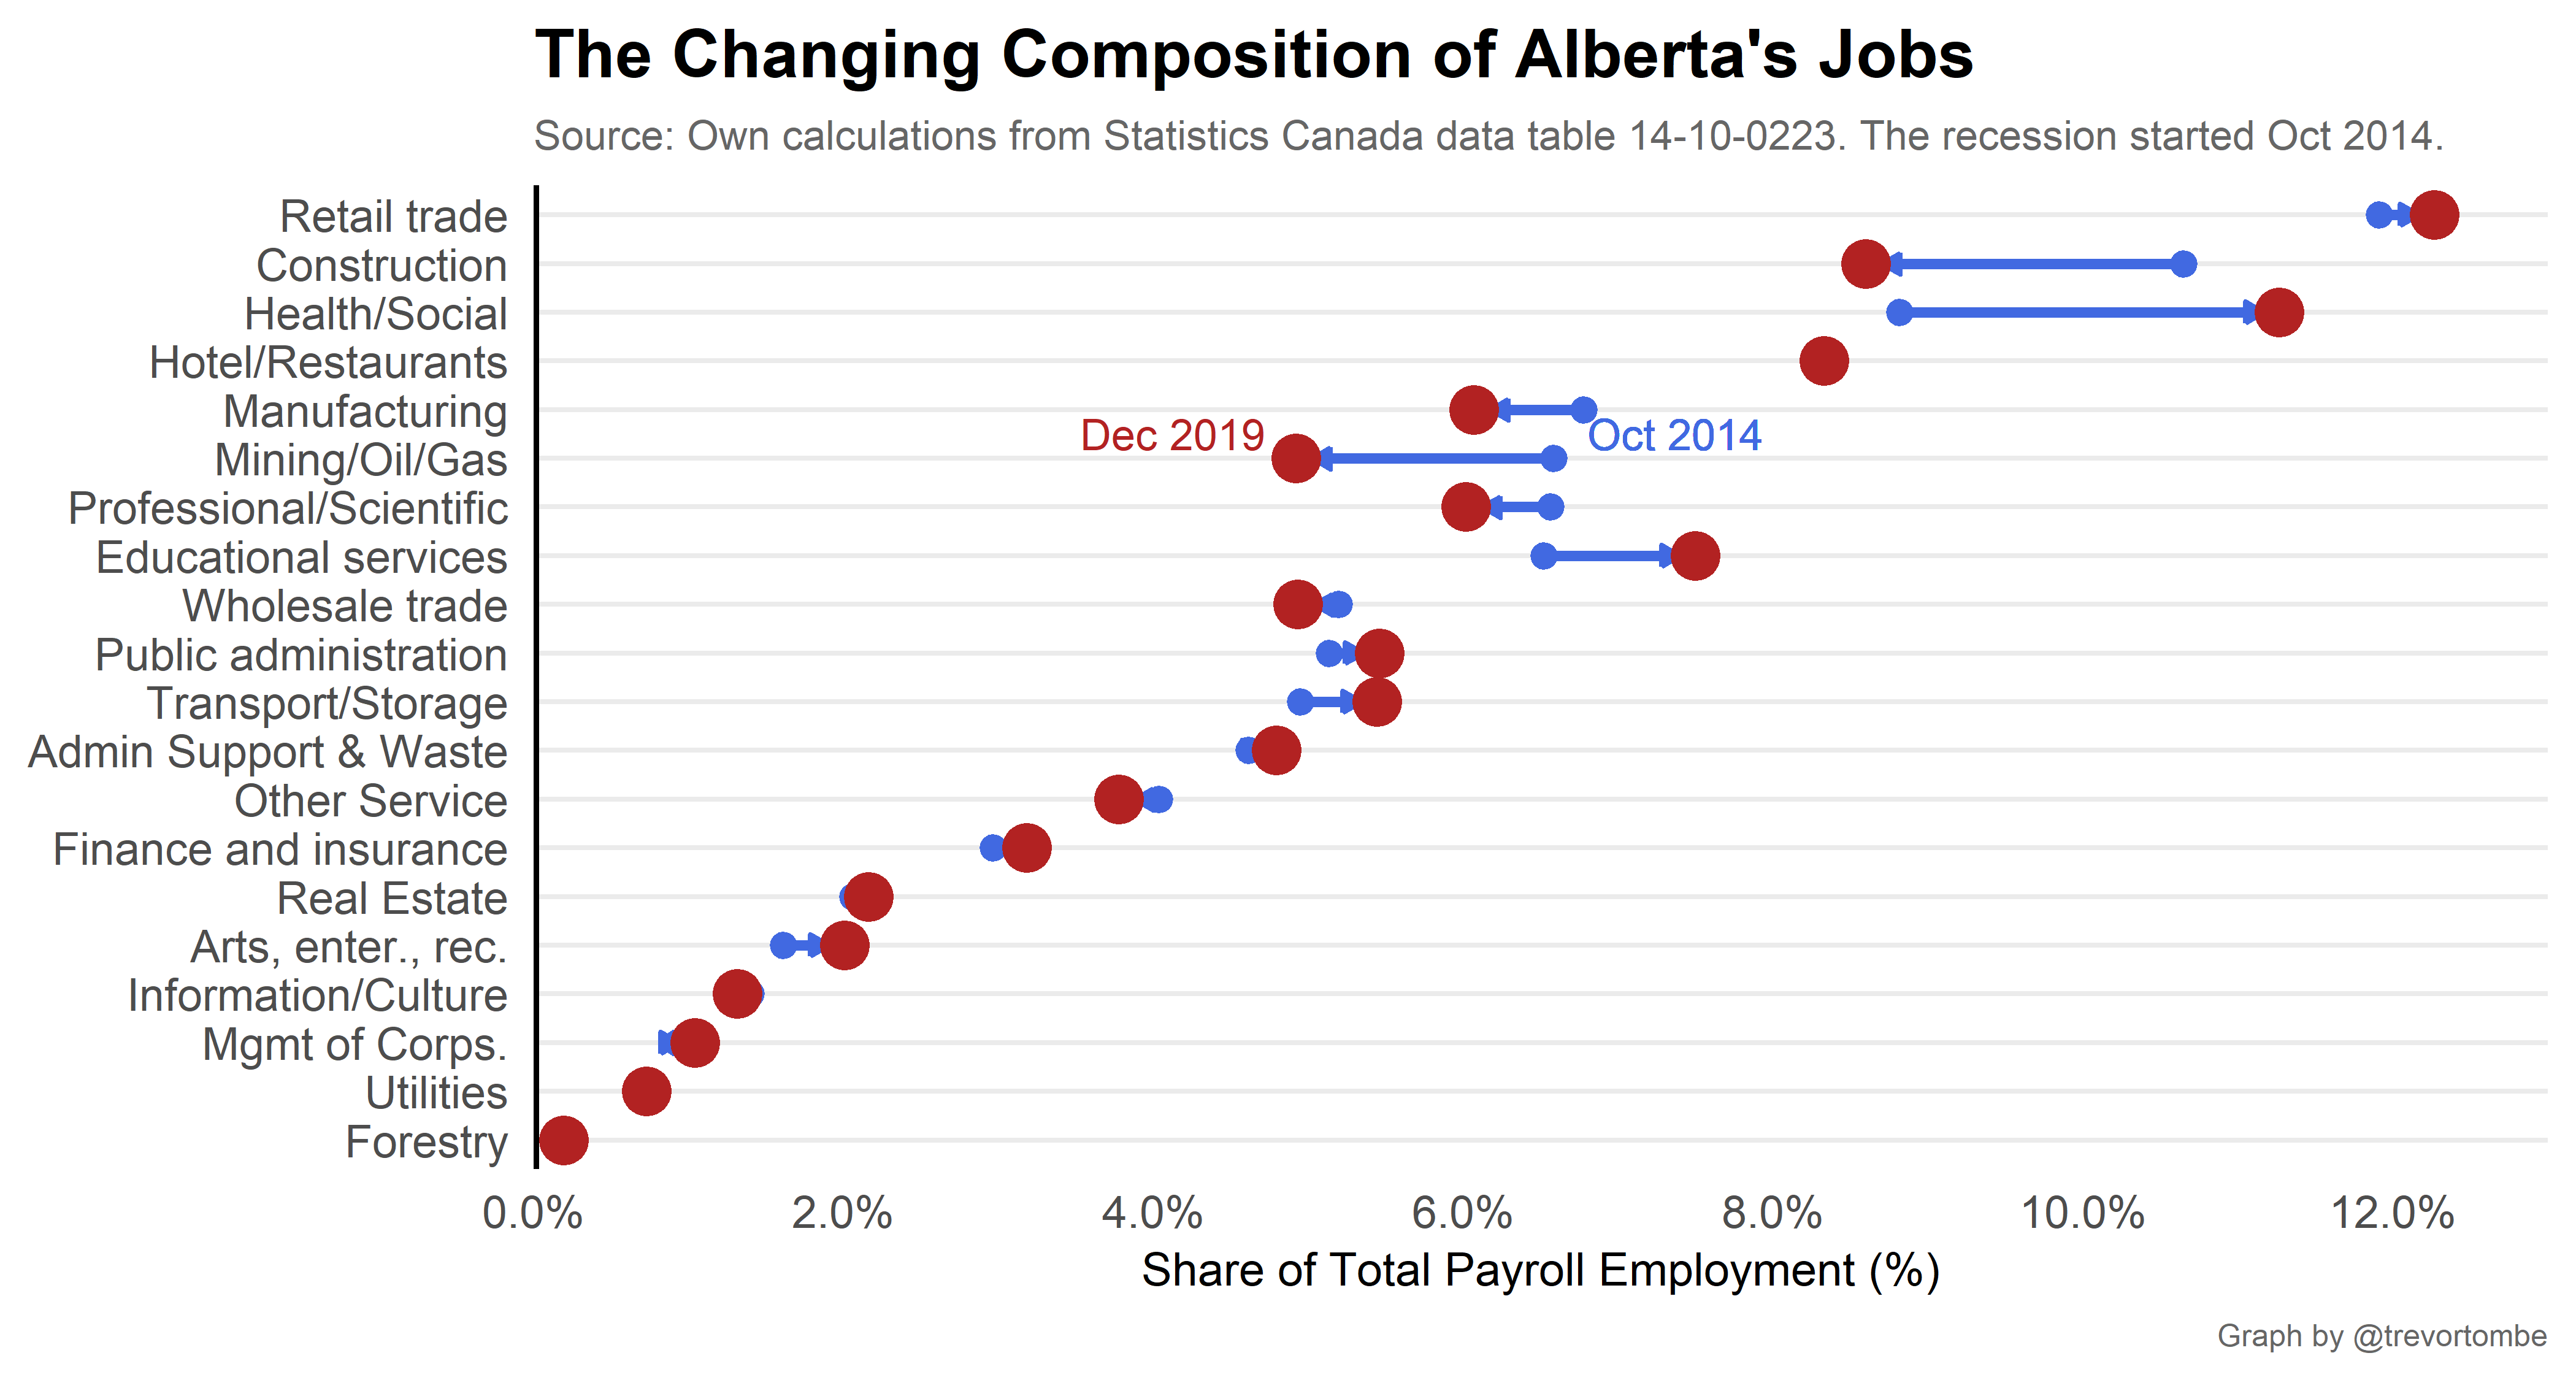 The Changing Composition of Alberta's Jobs
Source: Own calculations from Statistics Canada data table 14-10-0223. The recession started Oct 2014.
Retail trade
Construction
Health/Social
Hotel/Restaurants
Manufacturing
Dec 2019
Oct 2014
Mining/Oil/Gas
Professional/Scientific
Educational services
Wholesale trade
Public administration
Transport/Storage
Admin Support & Waste
Other Service
Finance and insurance
Real Estate
Arts, enter., rec.
Information/Culture
Mgmt of Corps.
Utilities
Forestry
0.0% 2.0% 4.0% 6.0% 8.0% 10.0% 12.0%
Share of Total Payroll Employment (%)
Graph by @trevortombe